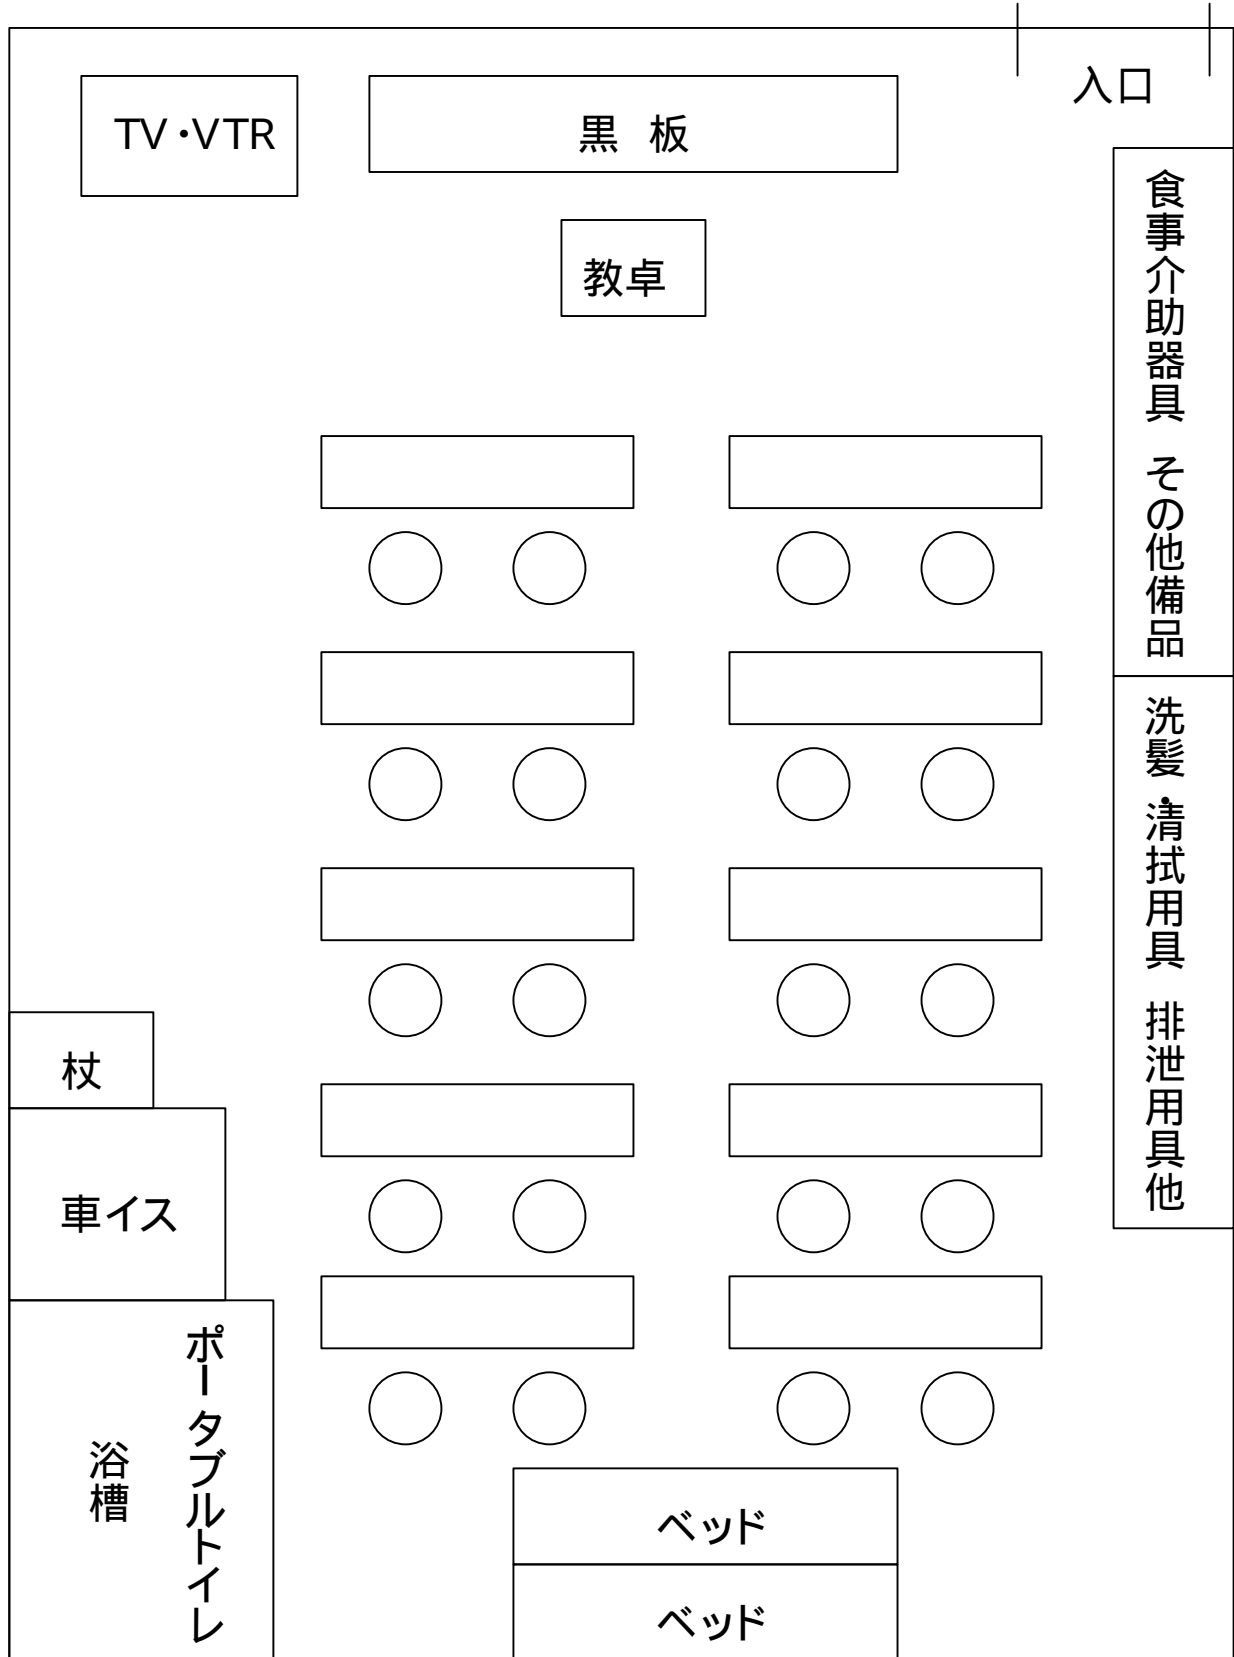 入口
TV・VTR
黒 板
教卓
食事介助器具 その他備品
洗髪・清拭用具 排泄用具他
杖
車イス
ポータブルトイレ
浴槽
ベッド
ベッド